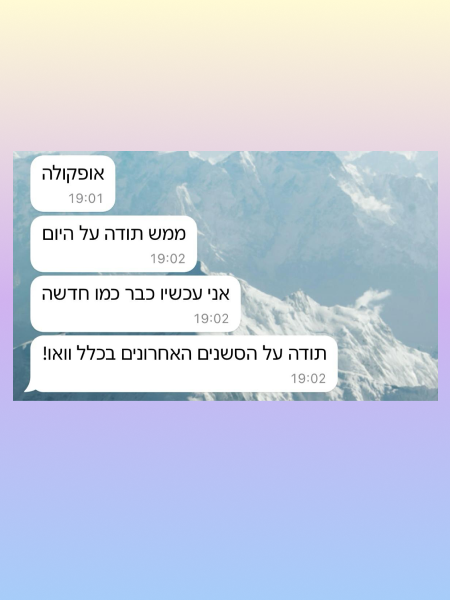 אופקולה
19:01
ממש תודה על היום
19:02
אני עכשיו כבר כמו חדשה
19:02
תודה על הסשנים האחרונים בכלל וואו!
19:02